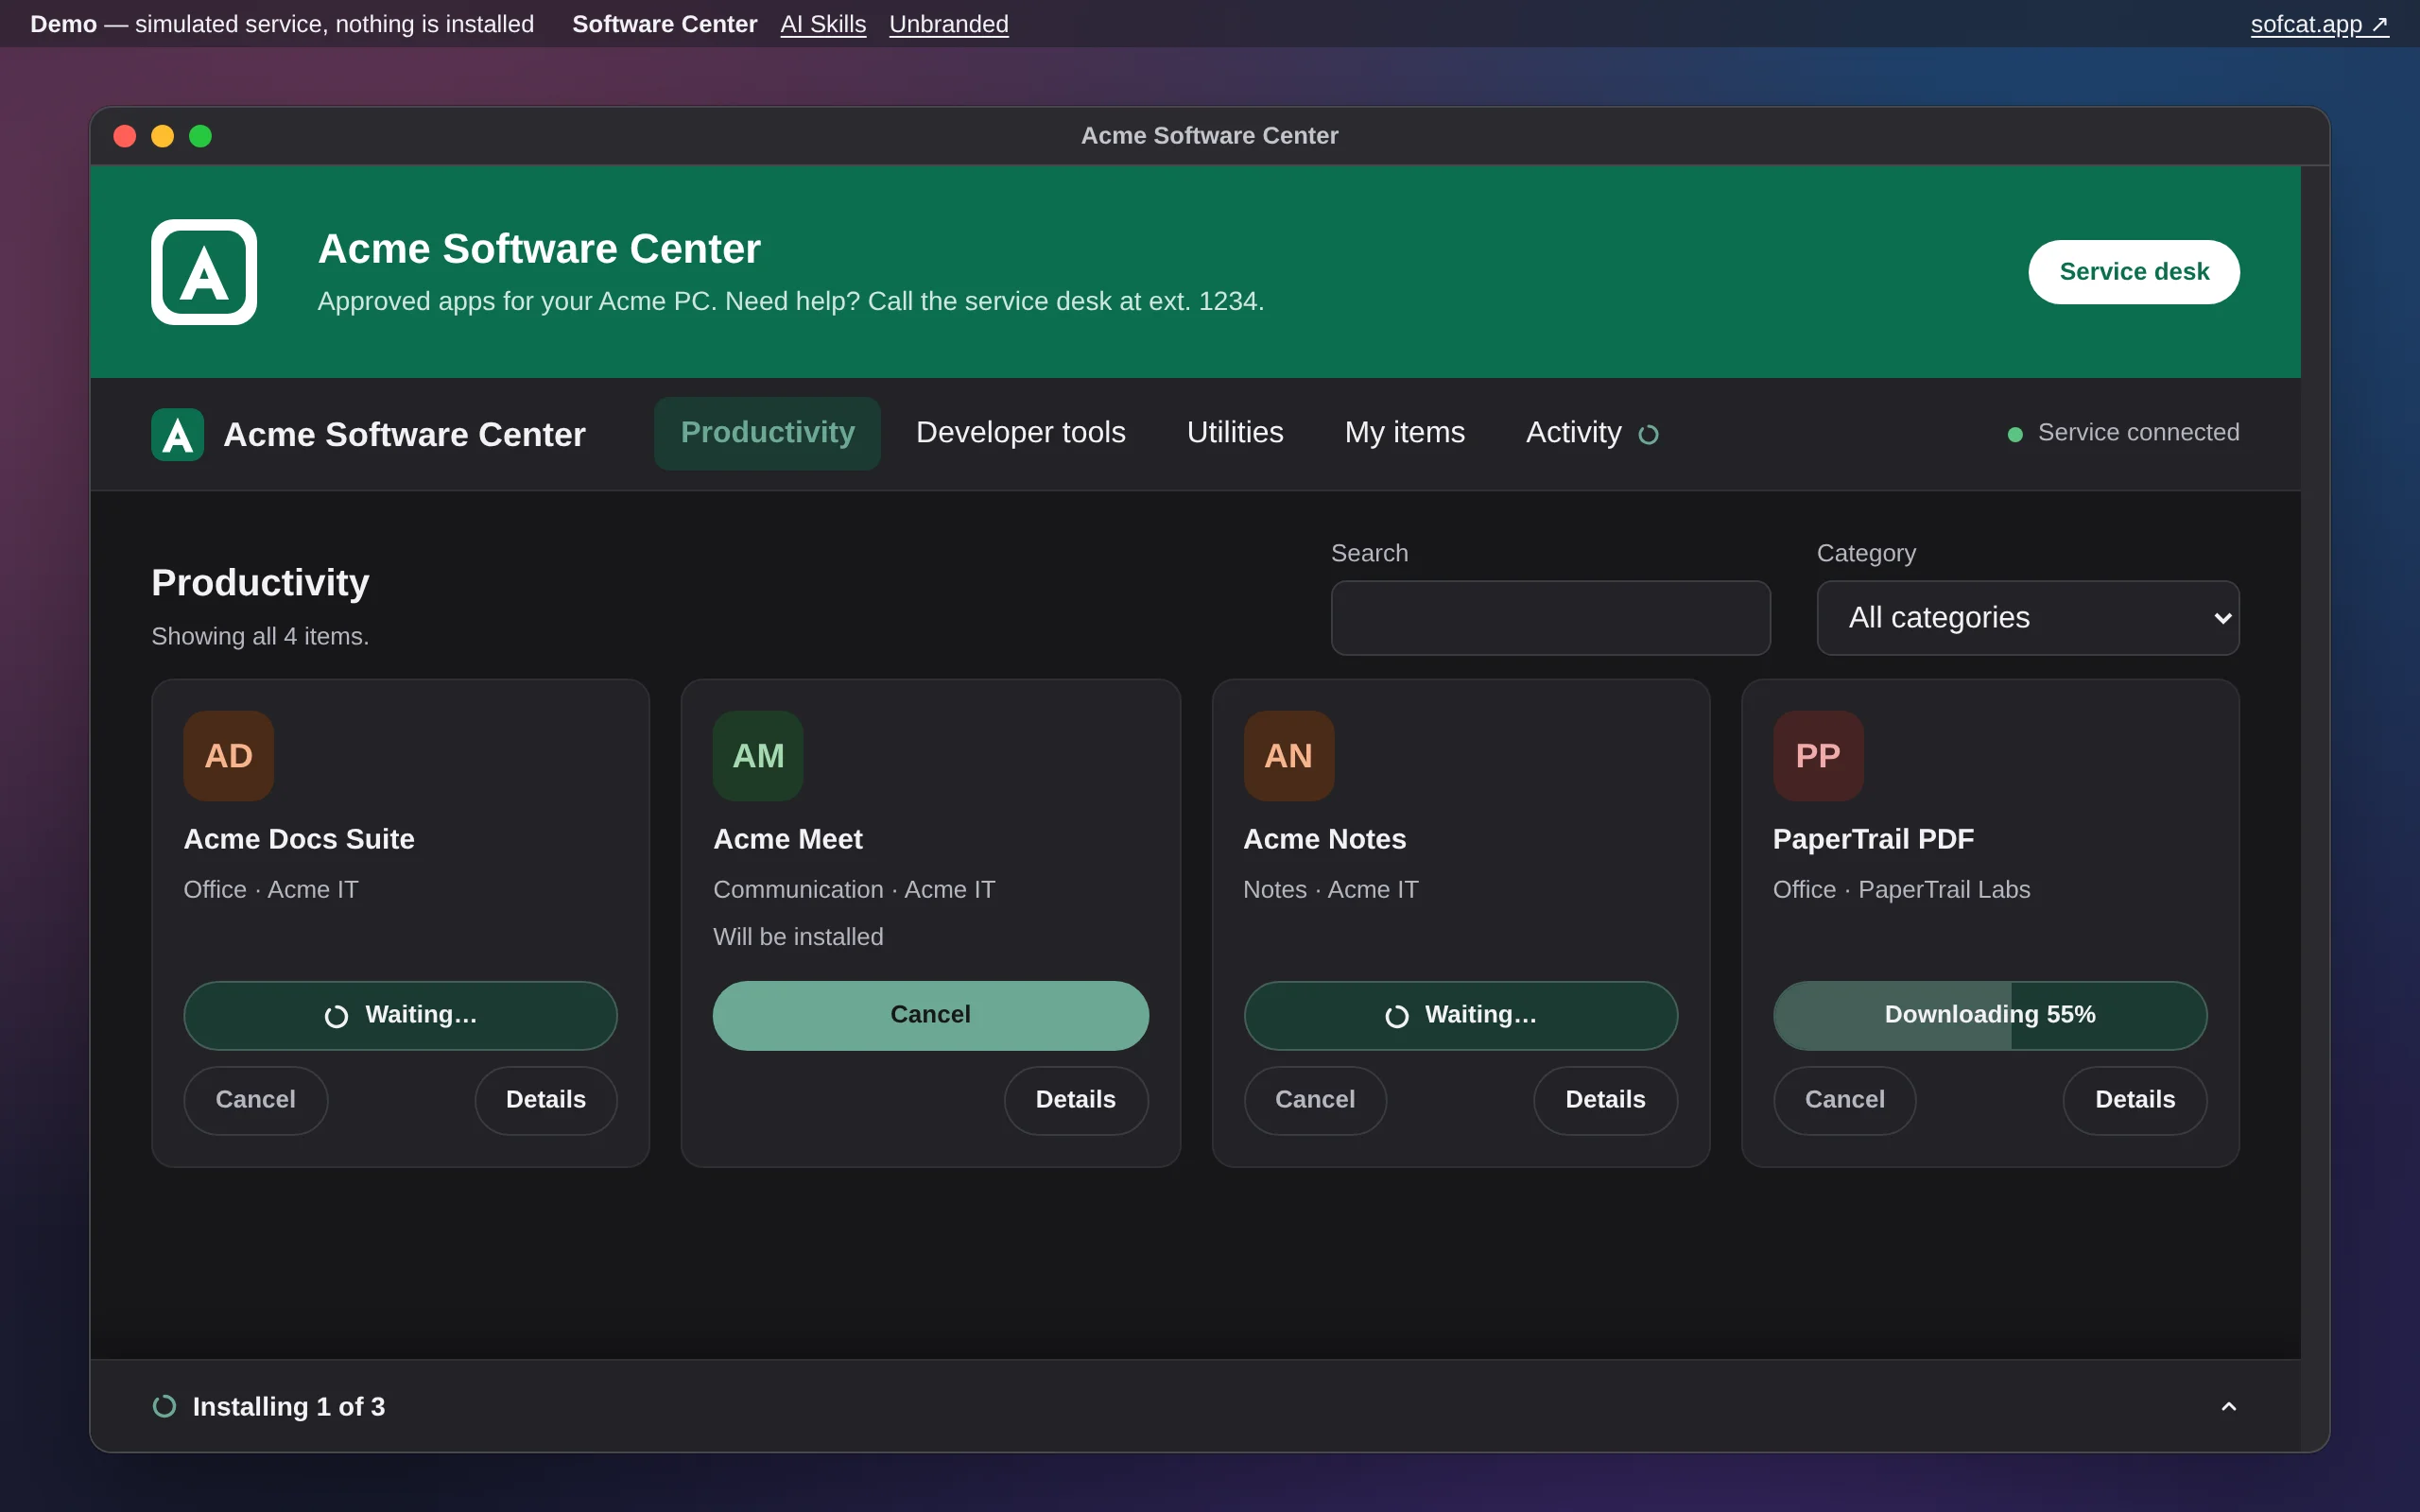 Demo — simulated service, nothing is installed Software Center AI Skills Unbranded sofcat.app ↗
Acme Software Center
A
Acme Software Center
Approved apps for your Acme PC. Need help? Call the service desk at ext. 1234.
Service desk
A Acme Software Center Productivity Developer tools Utilities My items Activity Service connected
Productivity
Showing all 4 items.
Search
Category
All categories
AD
Acme Docs Suite
Office · Acme IT
Waiting…
Cancel Details
AM
Acme Meet
Communication · Acme IT
Will be installed
Cancel
Details
AN
Acme Notes
Notes · Acme IT
Waiting…
Cancel Details
PP
PaperTrail PDF
Office · PaperTrail Labs
Downloading 55%
Cancel Details
Installing 1 of 3